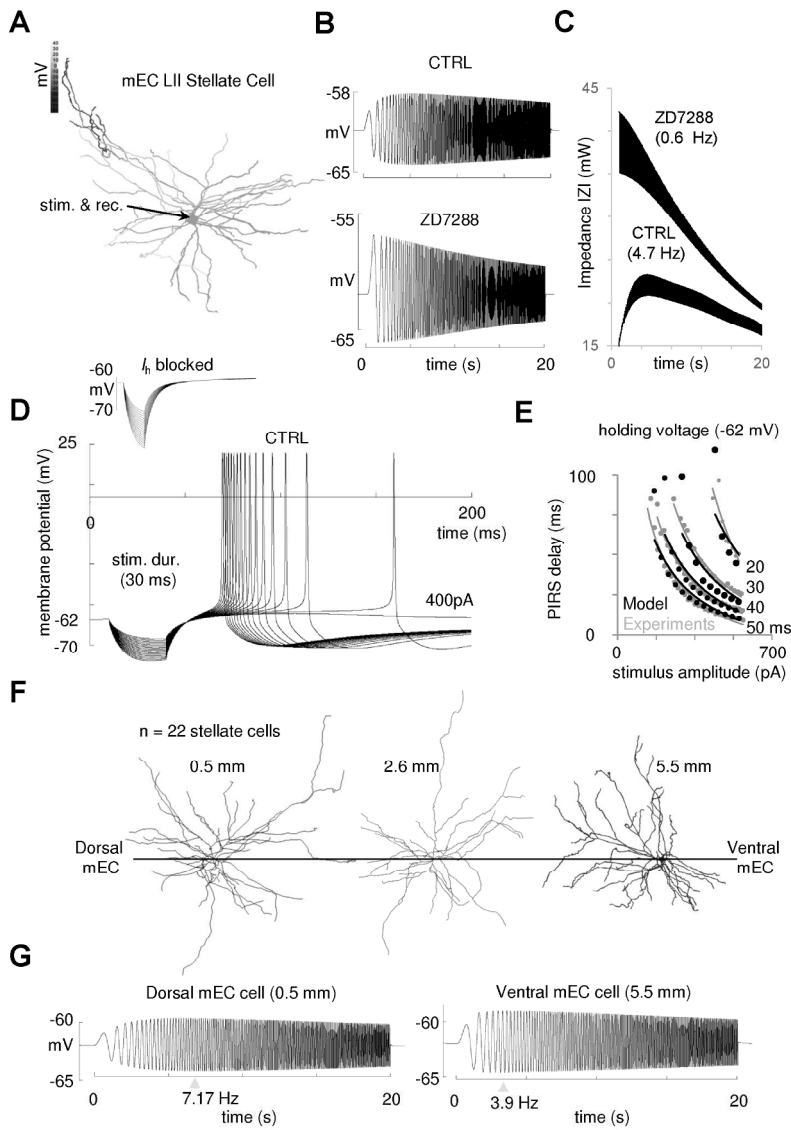 A
mV
mEC LII Stellate Cell
stim. & rec.
B
CTRL
-58
mV
-65
ZD7288
-55
mV
-65
0
time (s)
20
C
45
Impedance IZI (mW)
15
ZD7288
(0.6 Hz)
CTRL
(4.7 Hz)
time (s)
20
Ih blocked
-60
mV
-70
D
CTRL
25
membrane potential (mV)
0
200
time (ms)
stim. dur.
(30 ms)
400pA
-62
-70
E
holding voltage (-62 mV)
100
PIRS delay (ms)
20
30
40
50 ms
Model
Experiments
0
0
700
stimulus amplitude (pA)
F
n = 22 stellate cells
0.5 mm
2.6 mm
5.5 mm
Dorsal
mEC
Ventral
mEC
G
Dorsal mEC cell (0.5 mm)
-60
mV
-65
0
7.17 Hz
time (s)
20
Ventral mEC cell (5.5 mm)
-60
-65
0
3.9 Hz
time (s)
20